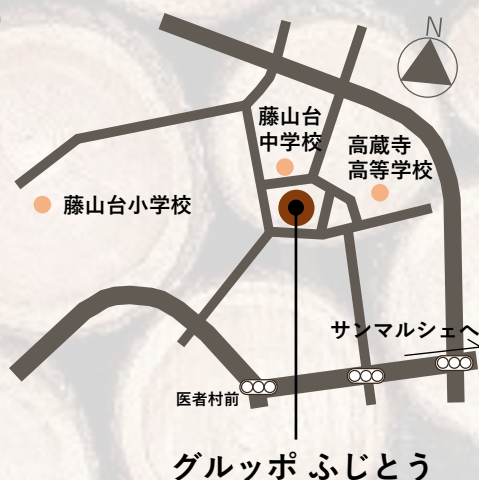 N
藤山台
中学校
高蔵寺
高等学校
藤山台小学校
サンマルシェへ
医者村前
グルッポ ふじとう